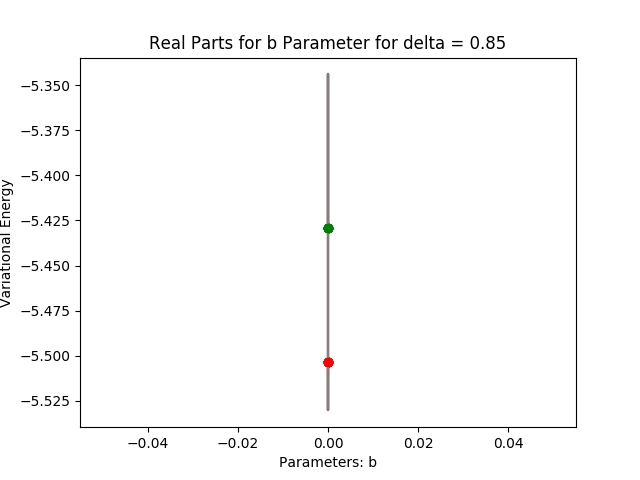 Real Parts for b Parameter for delta = 0.85
Variational Energy
−5.350
−5.375
−5.400
−5.425
−5.450
−5.475
−5.500
−5.525
−0.04 −0.02 0.00 0.02 0.04
Parameters: b